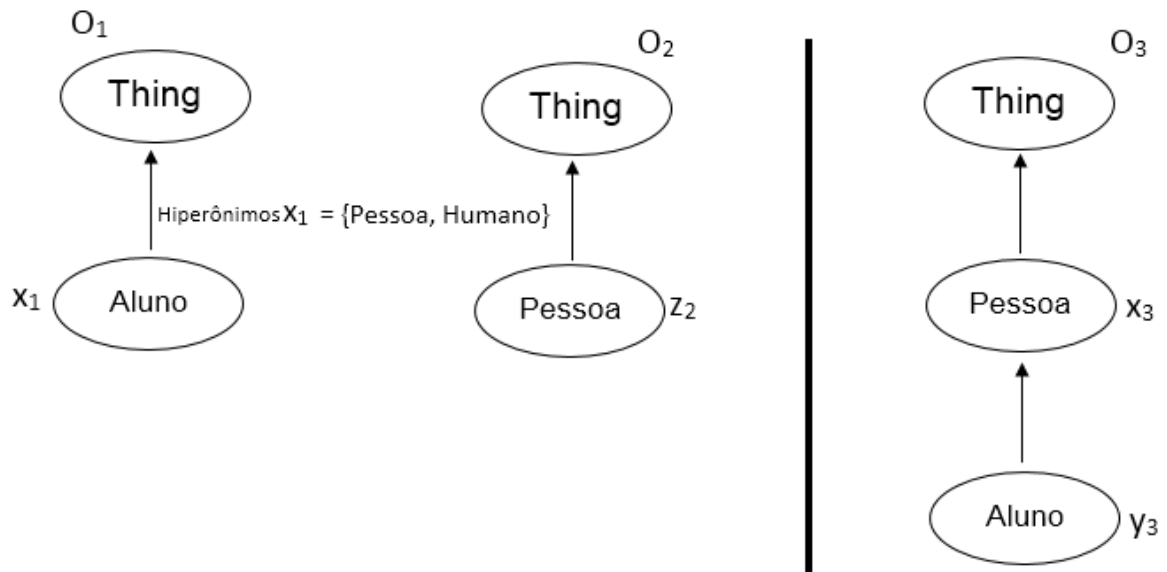 O₁
Thing
Hiperônimos x₁ = {Pessoa, Humano}
x₁ Aluno
O₂
Thing
Pessoa z₂
O₃
Thing
Pessoa x₃
Aluno y₃